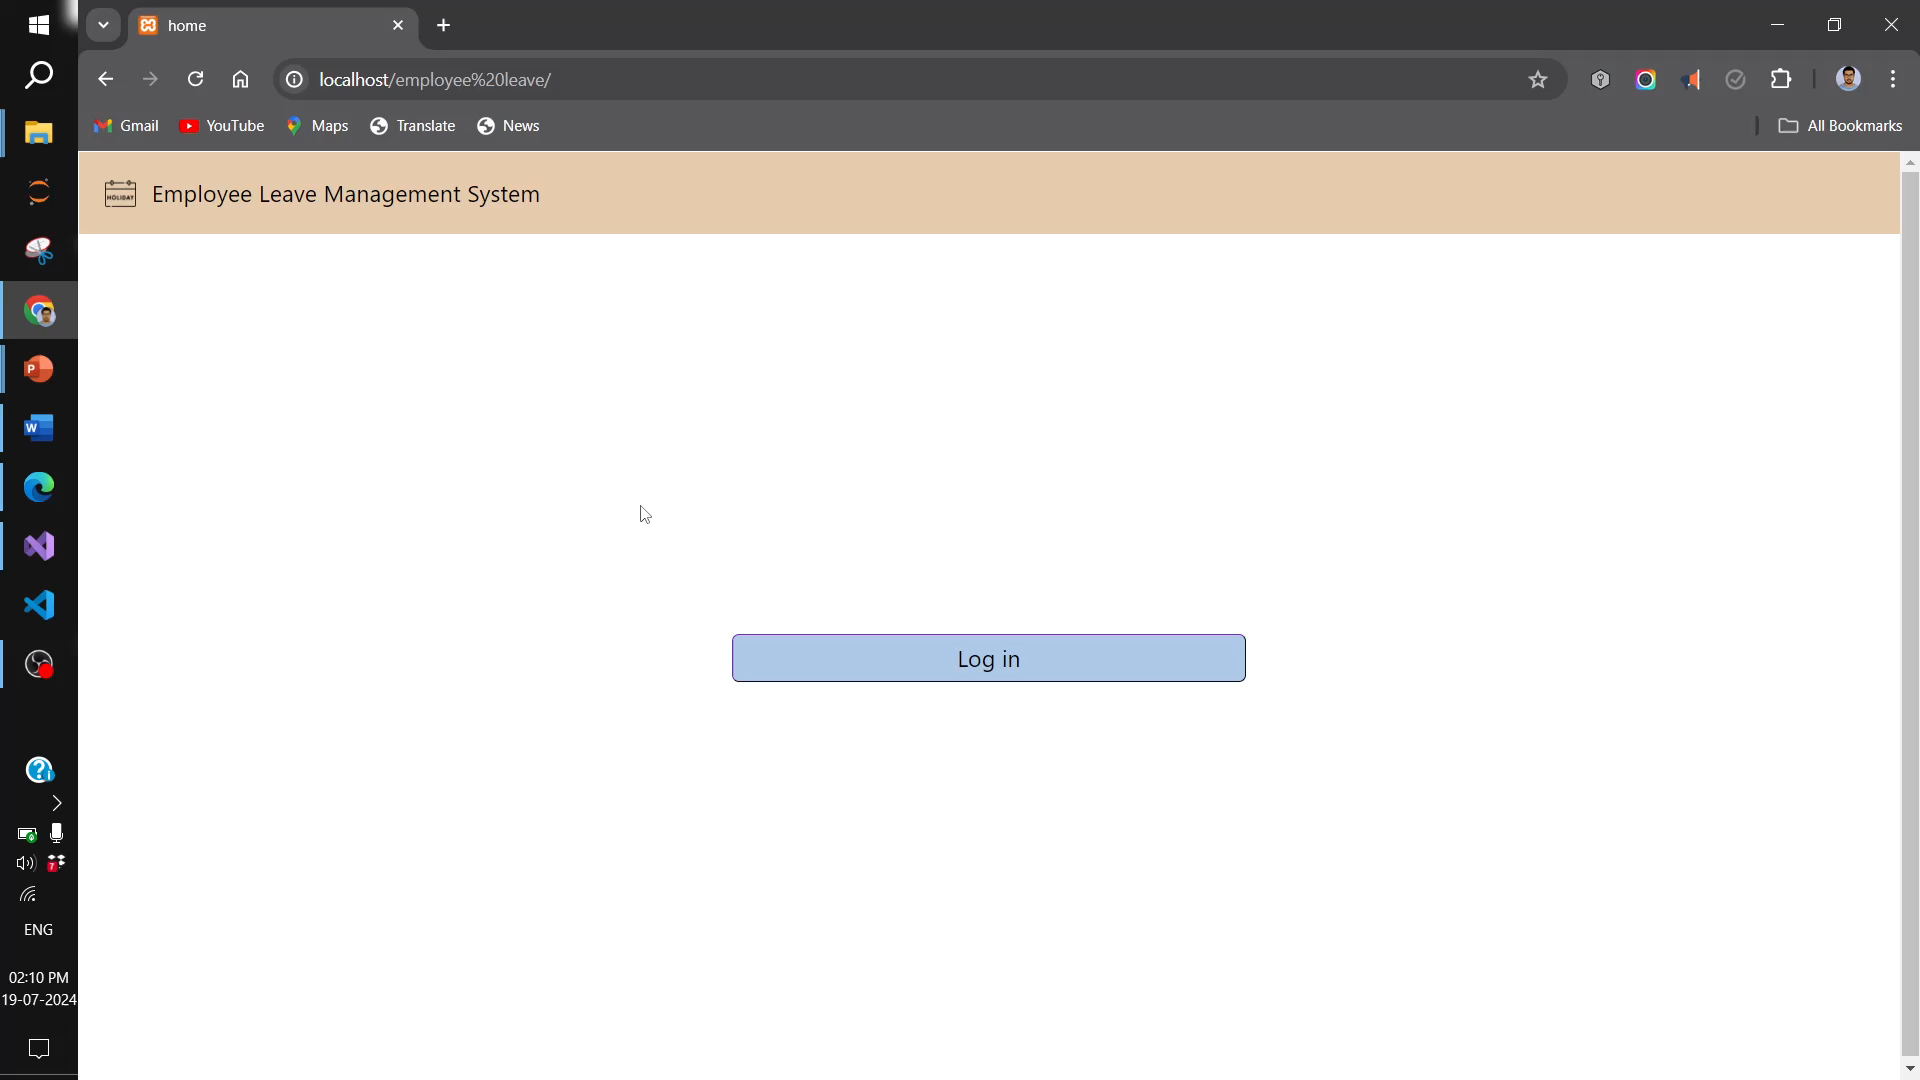 home
localhost/employee%20leave/
Gmail
YouTube
Maps
Translate
News
All Bookmarks
HOLIDAY
Employee Leave Management System
Log in
ENG
02:10 PM
19-07-2024